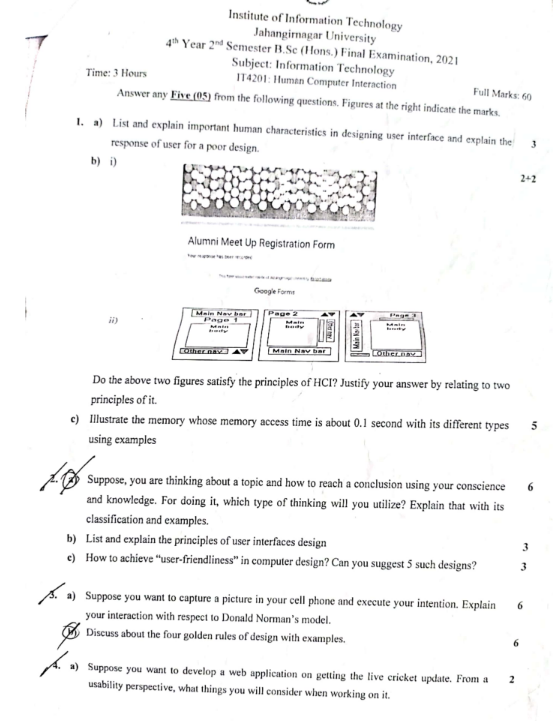 Institute of Information Technology
Jahangirnagar University
4th Year 2nd Semester B.Sc (Hons.) Final Examination, 2021
Subject: Information Technology
Time: 3 Hours IT4201: Human Computer Interaction Full Marks: 60
Answer any Five (05) from the following questions. Figures at the right indicate the marks.
1. a) List and explain important human characteristics in designing user interface and explain the 3
response of user for a poor design.
b) i) 2+2
Alumni Meet Up Registration Form
Your response has been recorded
Google Forms
ii)
Main Nav bar
Page 1
Main
body
Other nav
Page 2
Main
body
Main Nav bar
Page 3
Main Nav bar
Main
body
Other nav
Do the above two figures satisfy the principles of HCI? Justify your answer by relating to two
principles of it.
c) Illustrate the memory whose memory access time is about 0.1 second with its different types 5
using examples
2. a) Suppose, you are thinking about a topic and how to reach a conclusion using your conscience 6
and knowledge. For doing it, which type of thinking will you utilize? Explain that with its
classification and examples.
b) List and explain the principles of user interfaces design 3
c) How to achieve "user-friendliness" in computer design? Can you suggest 5 such designs? 3
3. a) Suppose you want to capture a picture in your cell phone and execute your intention. Explain 6
your interaction with respect to Donald Norman's model.
b) Discuss about the four golden rules of design with examples. 6
4. a) Suppose you want to develop a web application on getting the live cricket update. From a 2
usability perspective, what things you will consider when working on it.